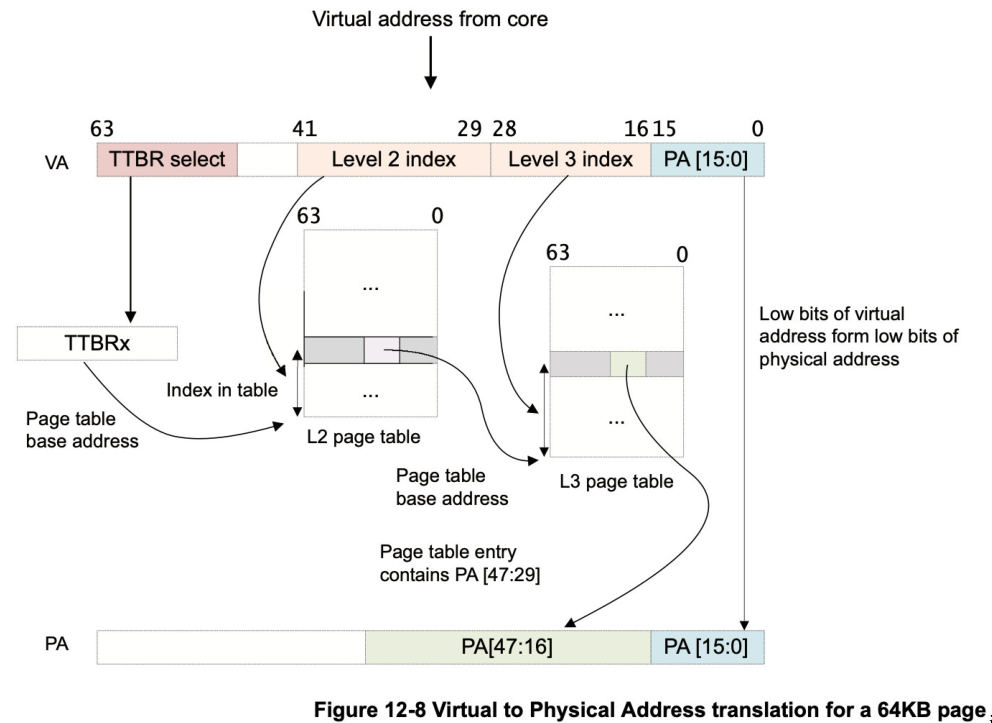 Virtual address from core
63 41 29 28 16 15 0
VA TTBR select Level 2 index Level 3 index PA [15:0]
63 0
63 0
...
...
TTBRx
Low bits of virtual
address form low bits of
physical address
Index in table
...
...
Page table
base address
L2 page table
Page table
base address
L3 page table
Page table entry
contains PA [47:29]
PA PA[47:16] PA [15:0]
Figure 12-8 Virtual to Physical Address translation for a 64KB page